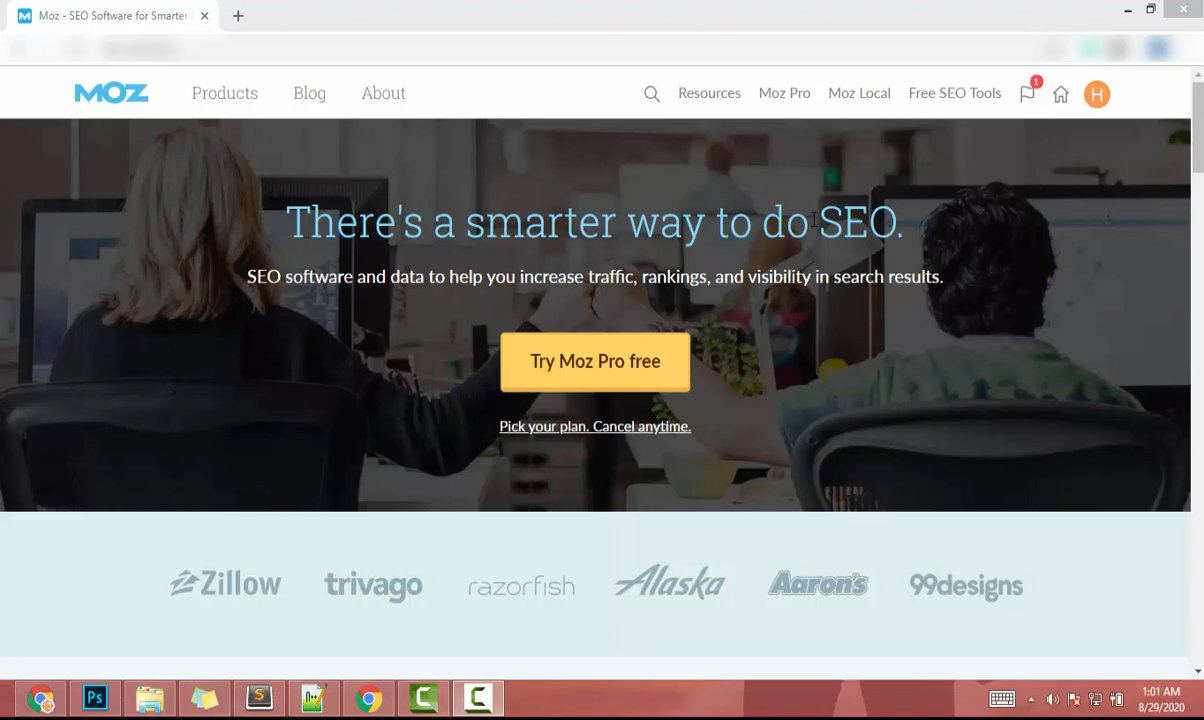 Moz - SEO Software for Smarter
MOZ Products Blog About Resources Moz Pro Moz Local Free SEO Tools 1 H
There's a smarter way to do SEO.
SEO software and data to help you increase traffic, rankings, and visibility in search results.
Try Moz Pro free
Pick your plan. Cancel anytime.
Zillow trivago razorfish Alaska Aaron's 99designs
Ps S C C 1:01 AM
8/29/2020